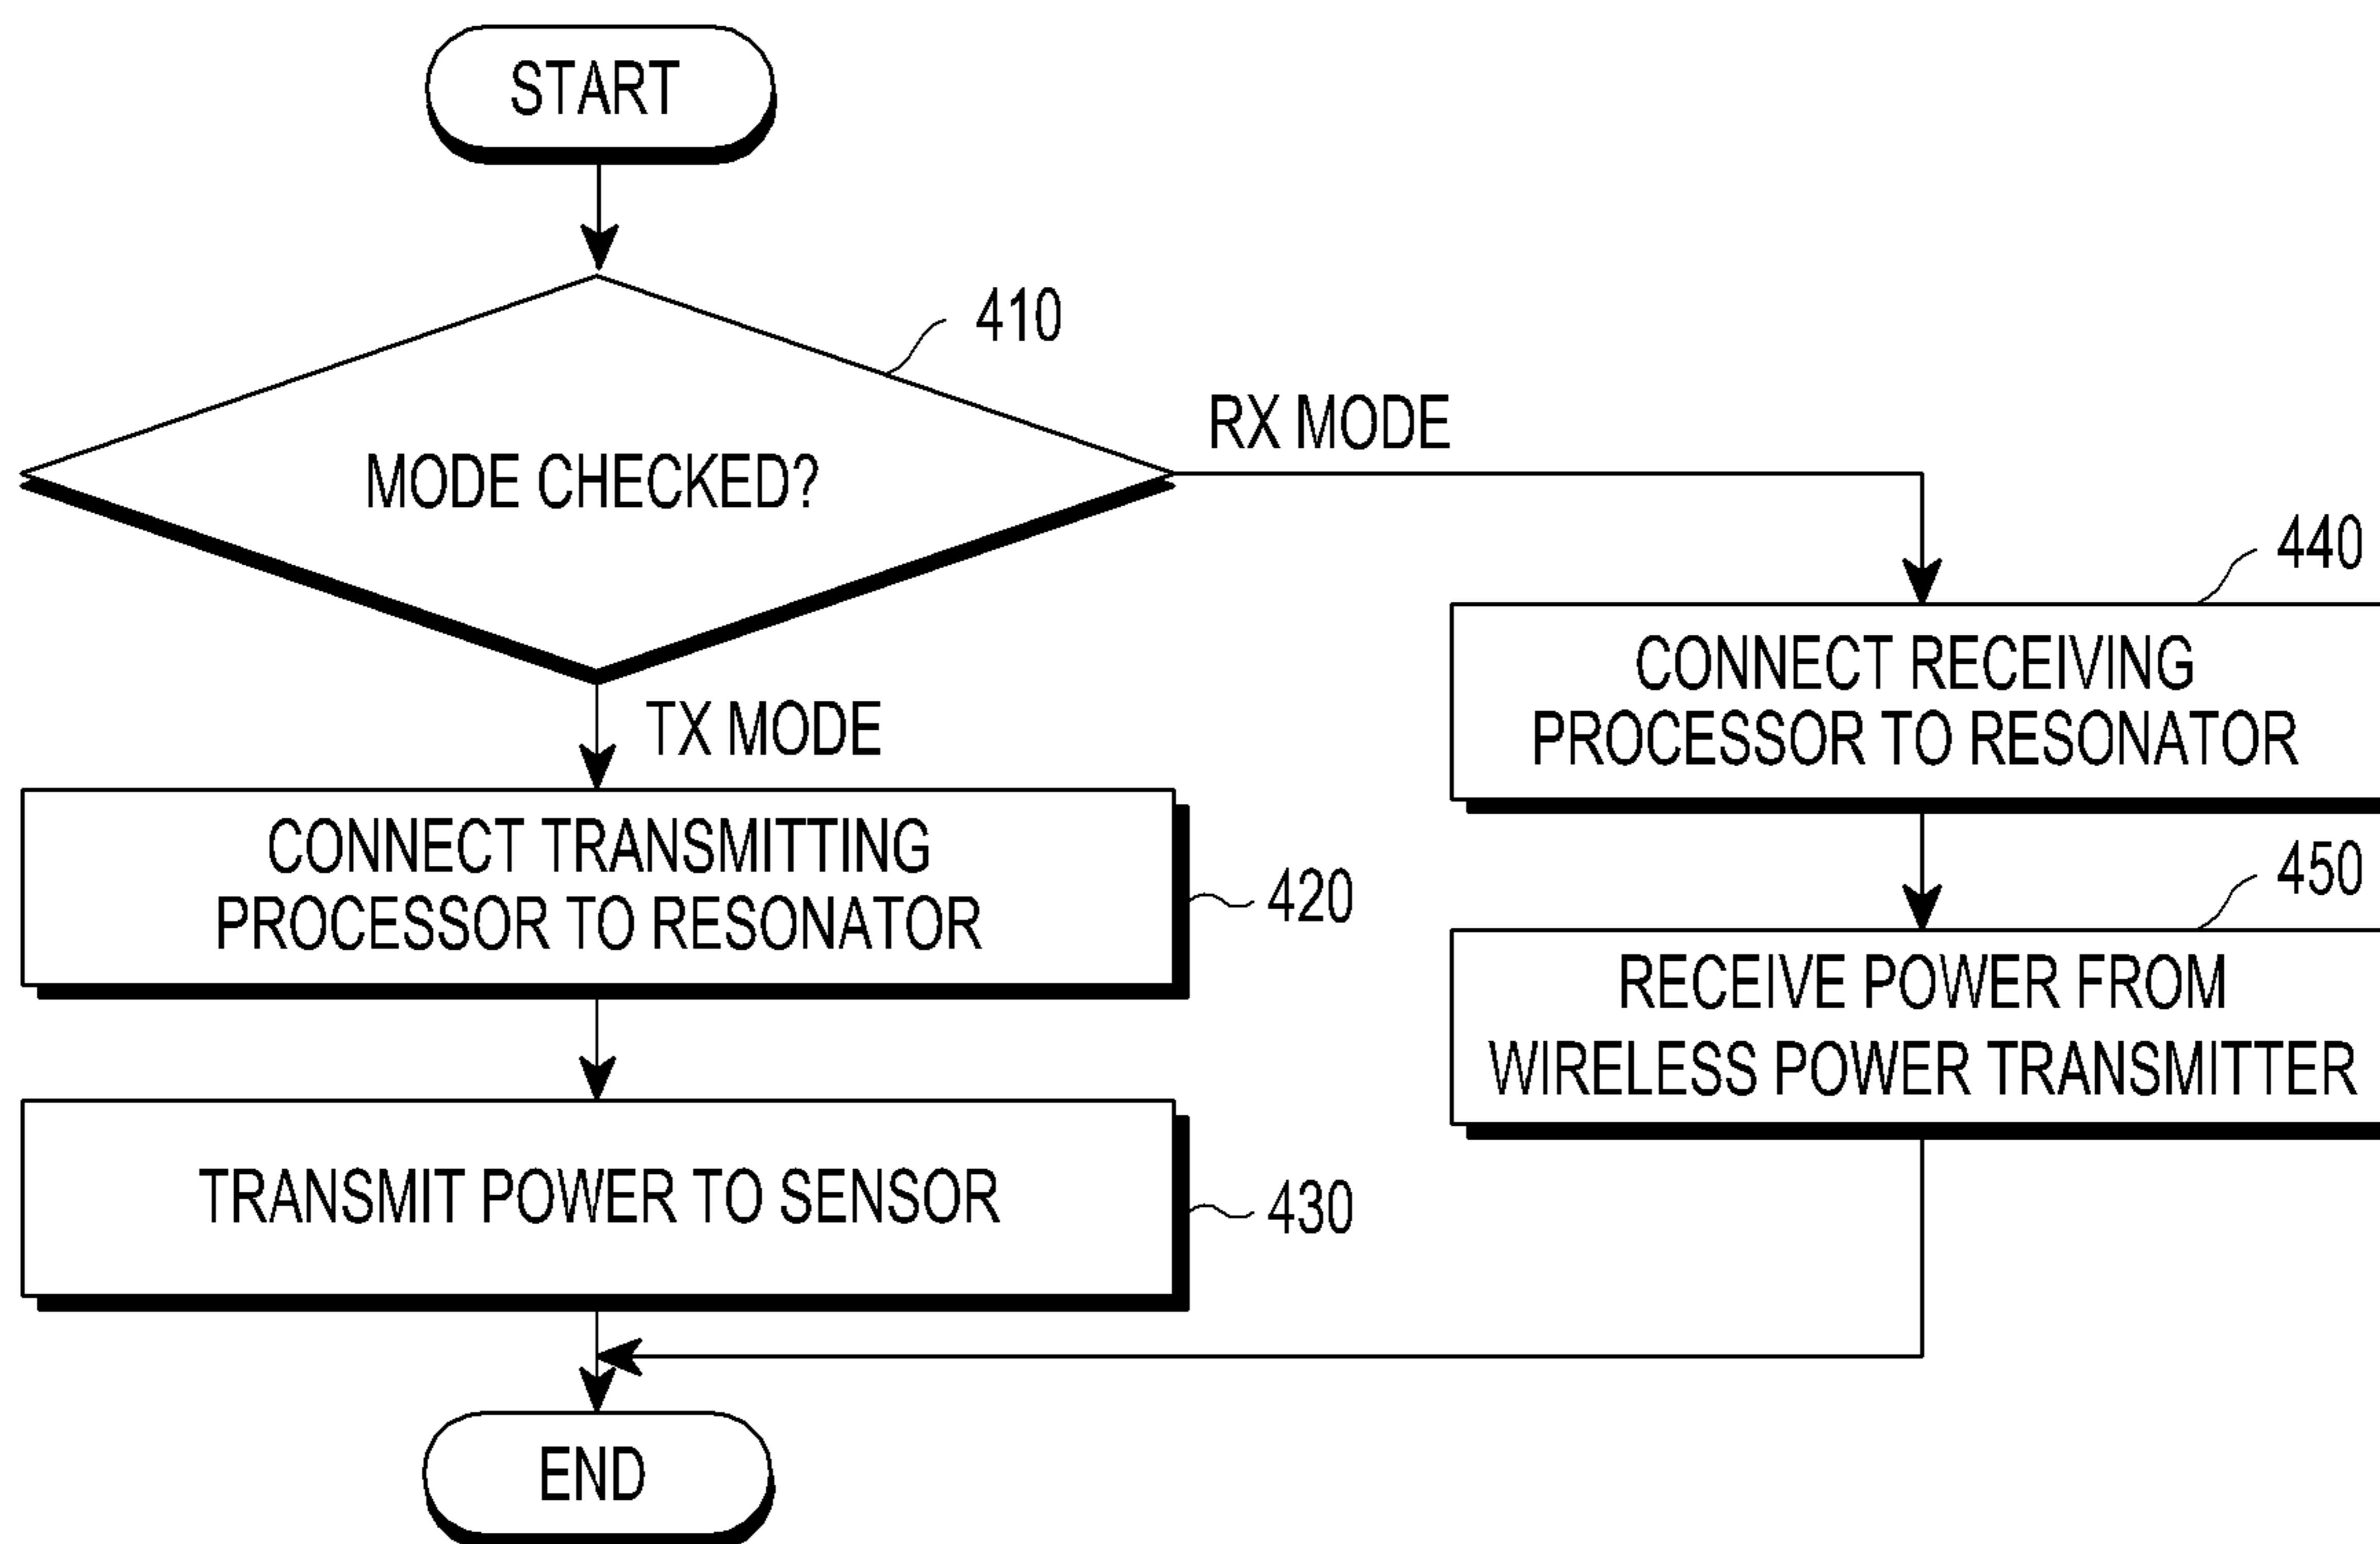 START
410
MODE CHECKED?
RX MODE
TX MODE
CONNECT TRANSMITTING
PROCESSOR TO RESONATOR
420
TRANSMIT POWER TO SENSOR
430
440
CONNECT RECEIVING
PROCESSOR TO RESONATOR
450
RECEIVE POWER FROM
WIRELESS POWER TRANSMITTER
END